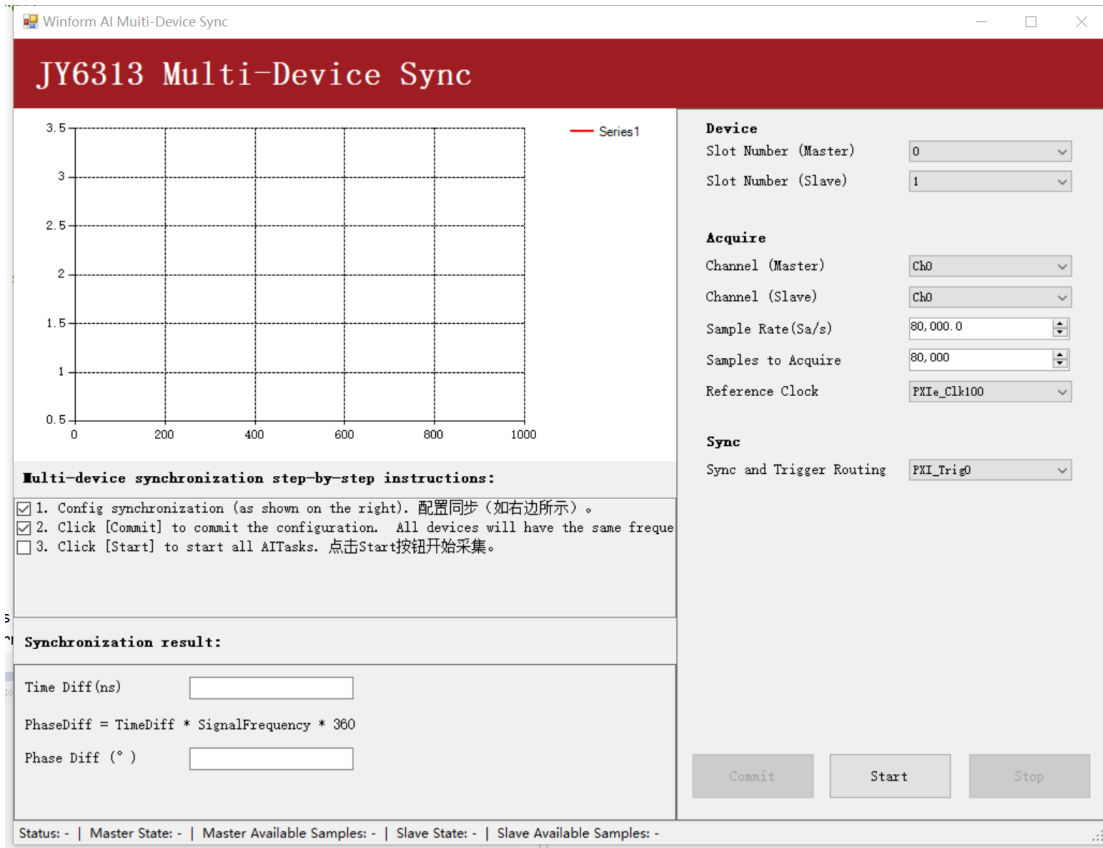 Winform AI Muiti-Device Sync
JY6313 Multi-Device Sync
3.5
3
2.5
2
1.5
1
0.5
0
200
400
600
800
1000
Series1
Device
Slot Number (Master)
0
Slot Number (Slave)
1
Acquire
Channel (Master)
Ch0
Channel (Slave)
Ch0
Sample Rate(Sa/s)
80,000.0
Samples to Acquire
80,000
Reference Clock
PXIe_Clk100
Sync
Sync and Trigger Routing
PXI_Trig0
Multi-device synchronization step-by-step instructions:
1. Config synchronization (as shown on the right). 配置同步（如右边所示）。
2. Click [Commit] to commit the configuration.  All devices will have the same freque
3. Click [Start] to start all AITasks. 点击Start按钮开始采集。
Synchronization result:
Time Diff(ns)
PhaseDiff = TimeDiff * SignalFrequency * 360
Phase Diff (°)
Commit
Start
Stop
Status: - | Master State: - | Master Available Samples: - | Slave State: - | Slave Available Samples: -